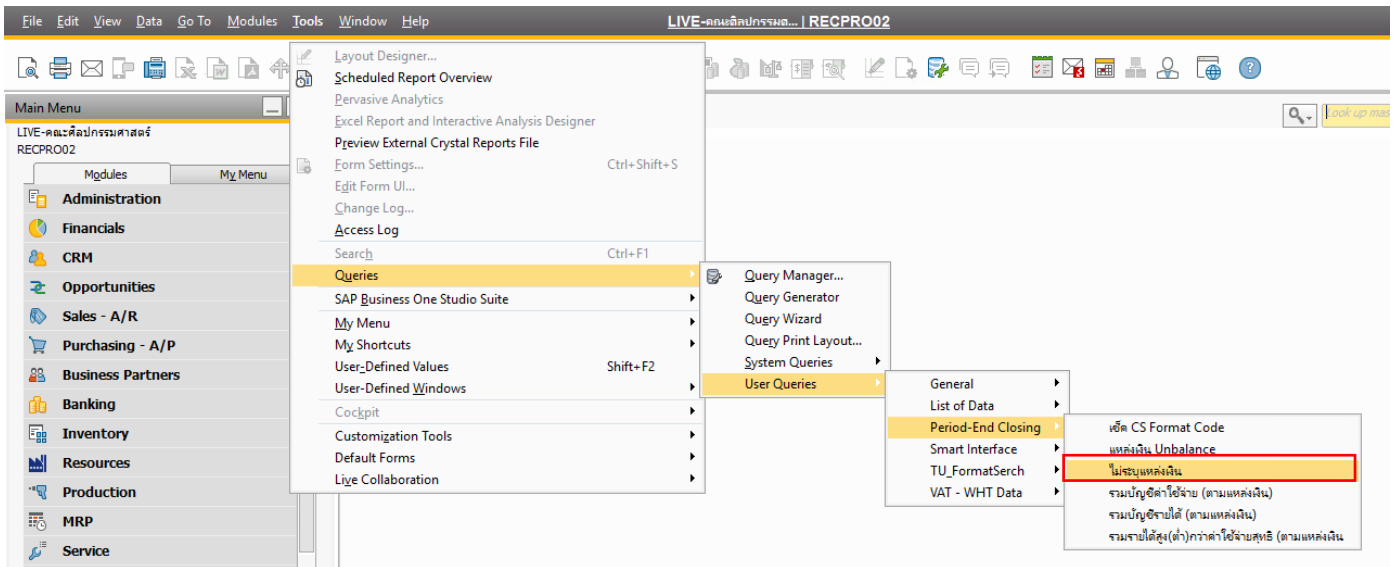 File Edit View Data Go To Modules Tools Window Help LIVE-คณะศิลปกรรมต... | RECPRO02
Layout Designer...
Scheduled Report Overview
Pervasive Analytics
Excel Report and Interactive Analysis Designer
Preview External Crystal Reports File
Form Settings... Ctrl+Shift+S
Edit Form UI...
Change Log...
Access Log
Search Ctrl+F1
Queries
SAP Business One Studio Suite
My Menu
My Shortcuts
User-Defined Values Shift+F2
User-Defined Windows
Cockpit
Customization Tools
Default Forms
Live Collaboration
Look up mas
Main Menu
LIVE-คณะศิลปกรรมศาสตร์
RECPRO02
Modules My Menu
Administration
Financials
CRM
Opportunities
Sales - A/R
Purchasing - A/P
Business Partners
Banking
Inventory
Resources
Production
MRP
Service
Query Manager...
Query Generator
Query Wizard
Query Print Layout...
System Queries
User Queries
General
List of Data
Period-End Closing
Smart Interface
TU_FormatSerch
VAT - WHT Data
เช็ค CS Format Code
แหล่งเงิน Unbalance
ไม่ระบุแหล่งเงิน
รวมบัญชีค่าใช้จ่าย (ตามแหล่งเงิน)
รวมบัญชีรายได้ (ตามแหล่งเงิน)
รวมรายได้สูง(ต่ำ)กว่าค่าใช้จ่ายสุทธิ (ตามแหล่งเงิน